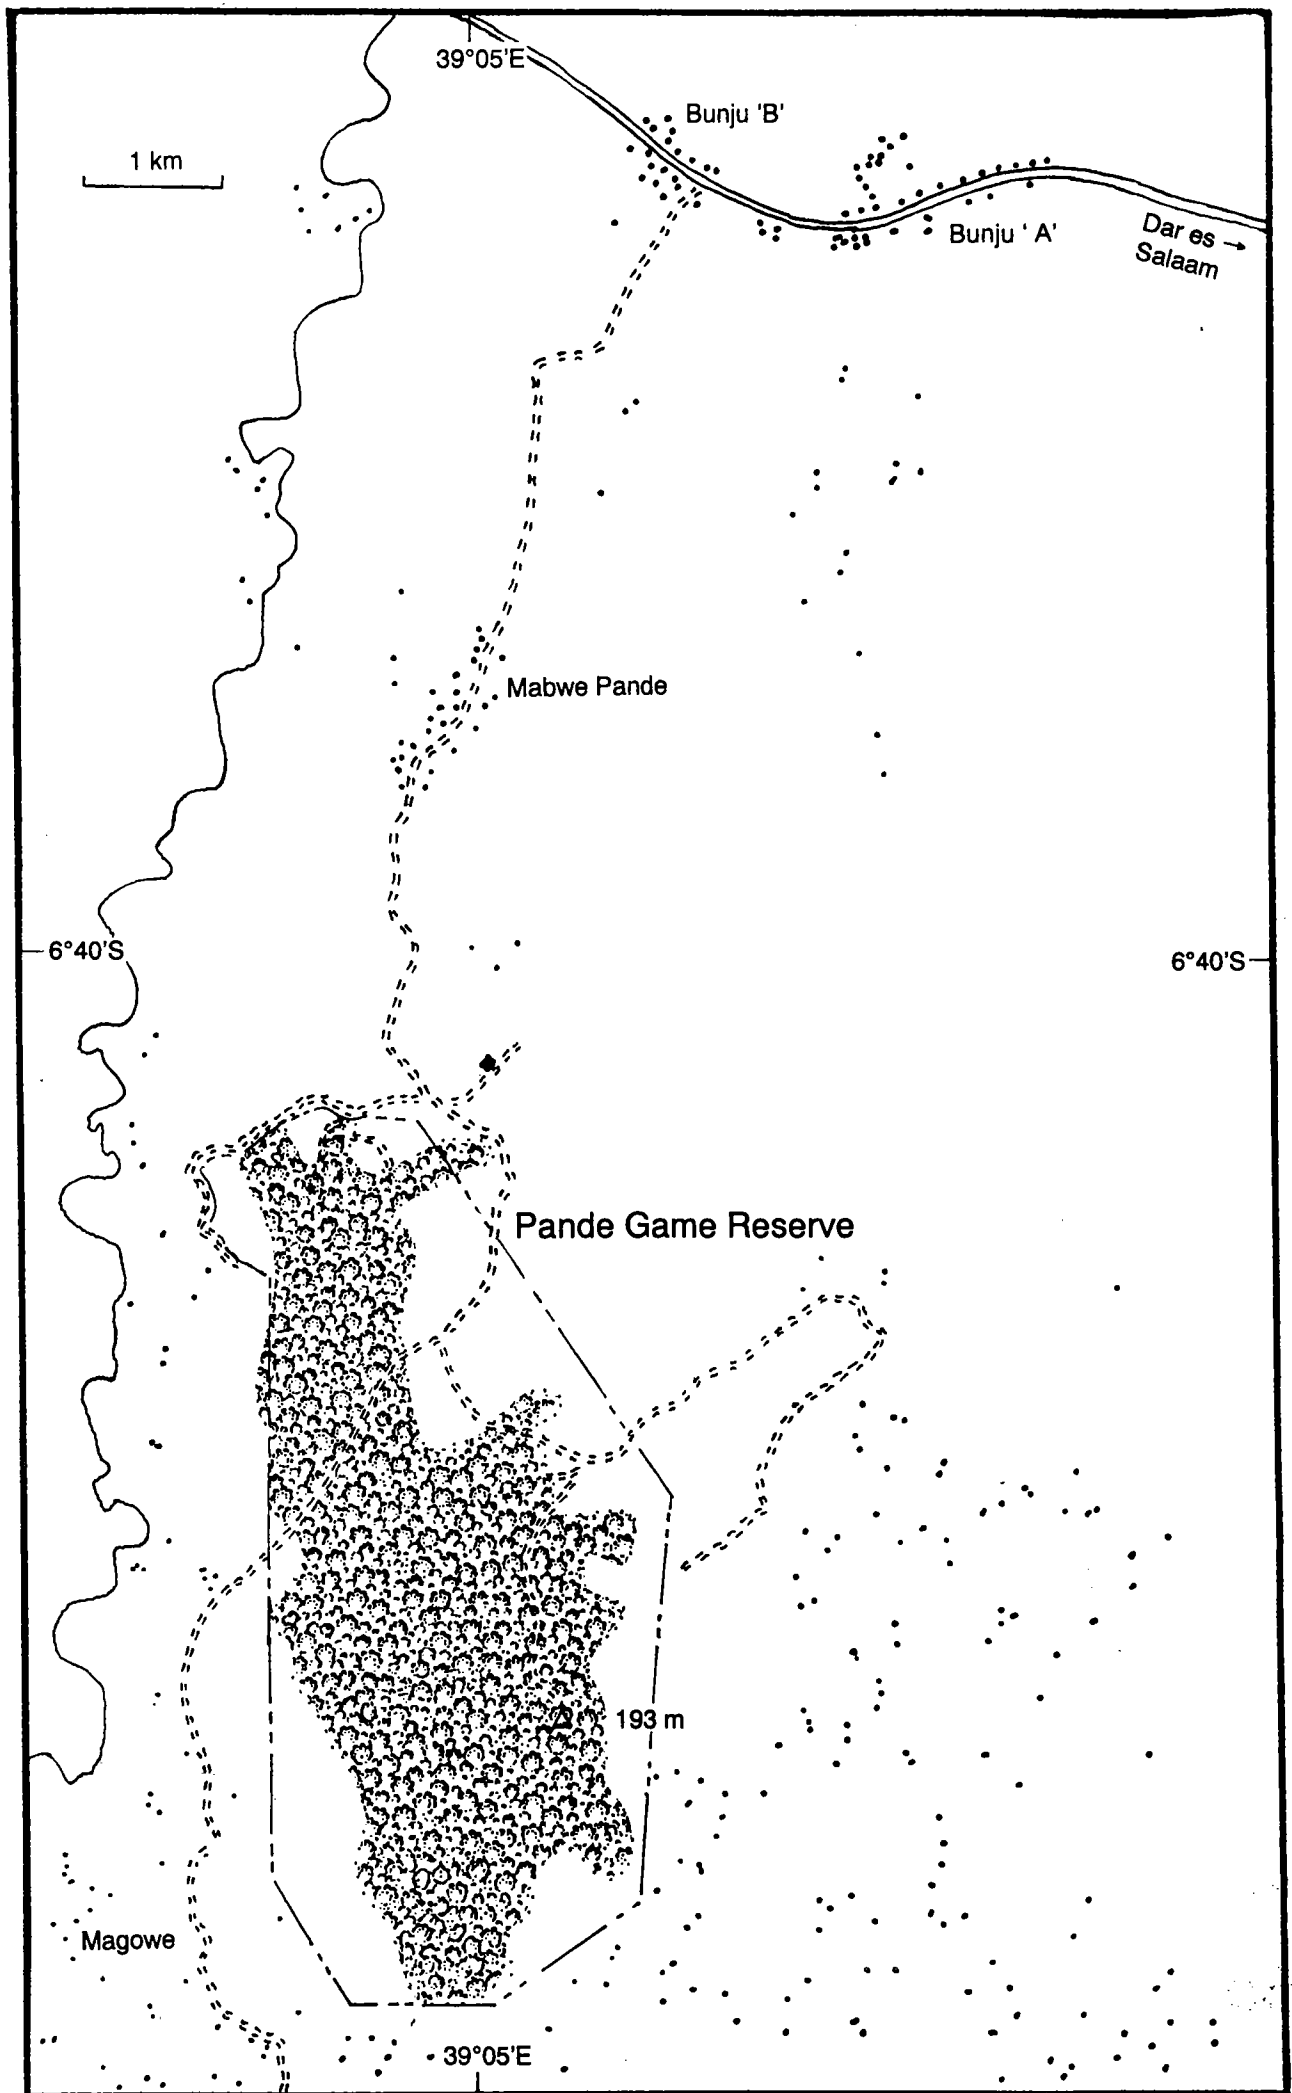 39°05'E
Bunju 'B'
1 km
Bunju 'A'
Dar es →
Salaam
Mabwe Pande
6°40'S
6°40'S
Pande Game Reserve
193 m
Magowe
39°05'E